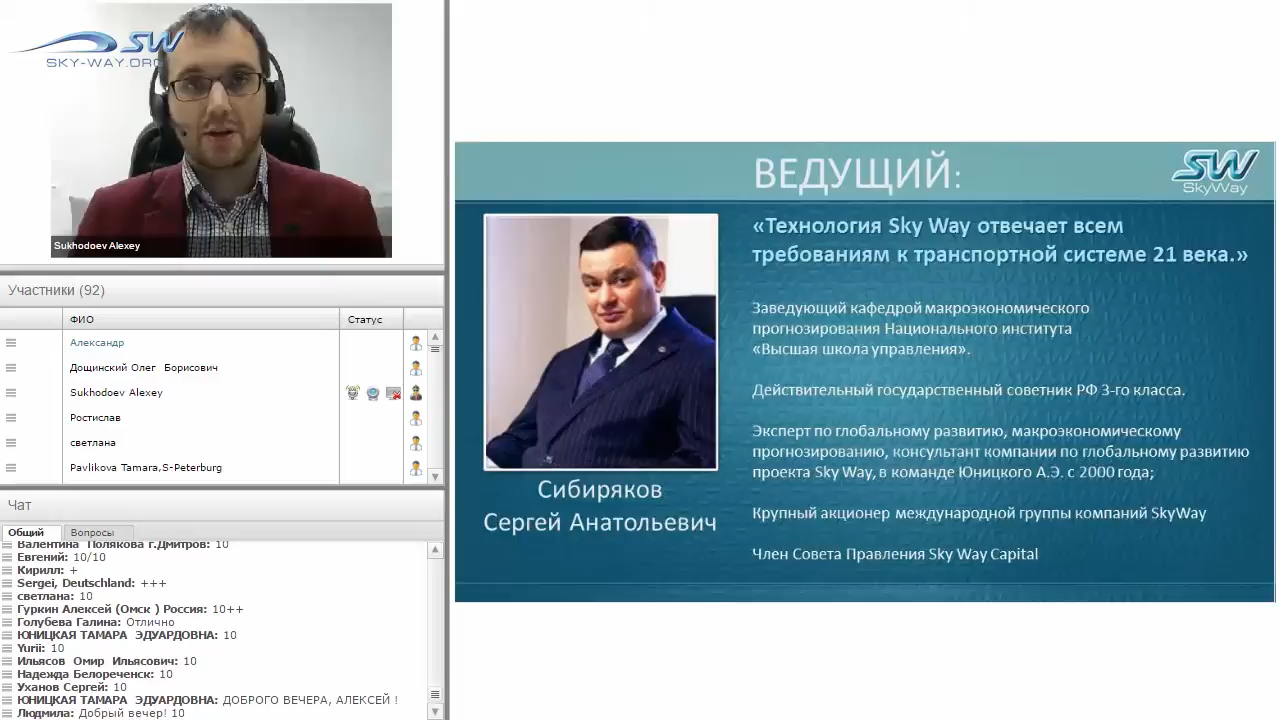 SW
SKY-WAY.ORG
Sukhodoev Alexey
Участники (92)
ФИО
Статус
Александр
Дощинский Олег Борисович
Sukhodoev Alexey
Ростислав
светлана
Pavlikova Tamara,S-Peterburg
Чат
Общий
Вопросы
Валентина Полякова г.Дмитров: 10
Евгений: 10/10
Кирилл: +
Sergei, Deutschland: +++
светлана: 10
Гуркин Алексей (Омск ) Россия: 10++
Голубева Галина: Отлично
ЮНИЦКАЯ ТАМАРА ЭДУАРДОВНА: 10
Yurii: 10
Ильясов Омир Ильясович: 10
Надежда Белореченск: 10
Уханов Сергей: 10
ЮНИЦКАЯ ТАМАРА ЭДУАРДОВНА: ДОБРОГО ВЕЧЕРА, АЛЕКСЕЙ !
Людмила: Добрый вечер! 10
ВЕДУЩИЙ:
SW
SkyWay
«Технология Sky Way отвечает всем
требованиям к транспортной системе 21 века.»
Заведующий кафедрой макроэкономического
прогнозирования Национального института
«Высшая школа управления».
Действительный государственный советник РФ 3-го класса.
Эксперт по глобальному развитию, макроэкономическому
прогнозированию, консультант компании по глобальному развитию
проекта Sky Way, в команде Юницкого А.Э. с 2000 года;
Крупный акционер международной группы компаний SkyWay
Член Совета Правления Sky Way Capital
Сибиряков
Сергей Анатольевич